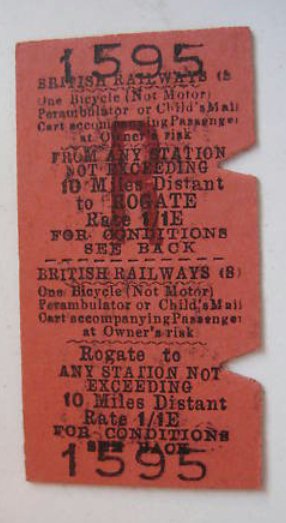 1595
BRITISH RAILWAYS (S
One Bicycle (Not Motor)
Perambulator or Child's Mail
Cart accompanying Passenger
at Owner's risk
FROM ANY STATION
NOT EXCEEDING
10 Miles Distant
to ROGATE
Rate 1/1E
FOR CONDITIONS
SEE BACK
BRITISH RAILWAYS (S)
One Bicycle (Not Motor)
Perambulator or Child's Mail
Cart accompanying Passenger
at Owner's risk
Rogate to
ANY STATION NOT
EXCEEDING
10 Miles Distant
Rate 1/1E
FOR CONDITIONS
SEE BACK
1595